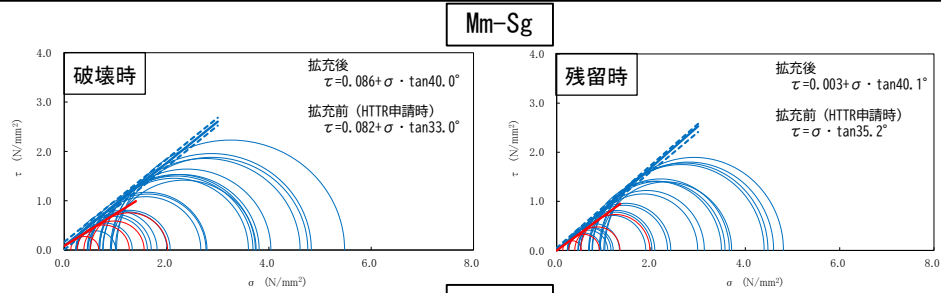 Mm-Sg
破壊時
拡充後
τ=0.086+σ・tan40.0°
拡充前（HTTR申請時）
τ=0.082+σ・tan33.0°
4.0
3.0
2.0
1.0
0.0
τ (N/mm²)
0.0 2.0 4.0 6.0 8.0
σ (N/mm²)
残留時
拡充後
τ=0.003+σ・tan40.1°
拡充前（HTTR申請時）
τ=σ・tan35.2°
4.0
3.0
2.0
1.0
0.0
τ (N/mm²)
0.0 2.0 4.0 6.0 8.0
σ (N/mm²)